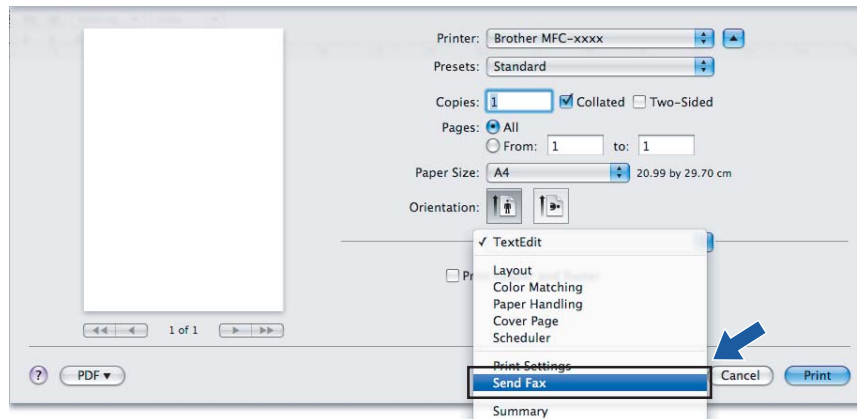 Printer: Brother MFC-xxxx
Presets: Standard
Copies: 1 Collated Two-Sided
Pages: All
From: 1 to: 1
Paper Size: A4 20.99 by 29.70 cm
Orientation:
✓ TextEdit
Pr
Layout
Color Matching
Paper Handling
Cover Page
Scheduler
1 of 1
Print Settings
Send Fax
Summary
? PDF▼ Cancel Print